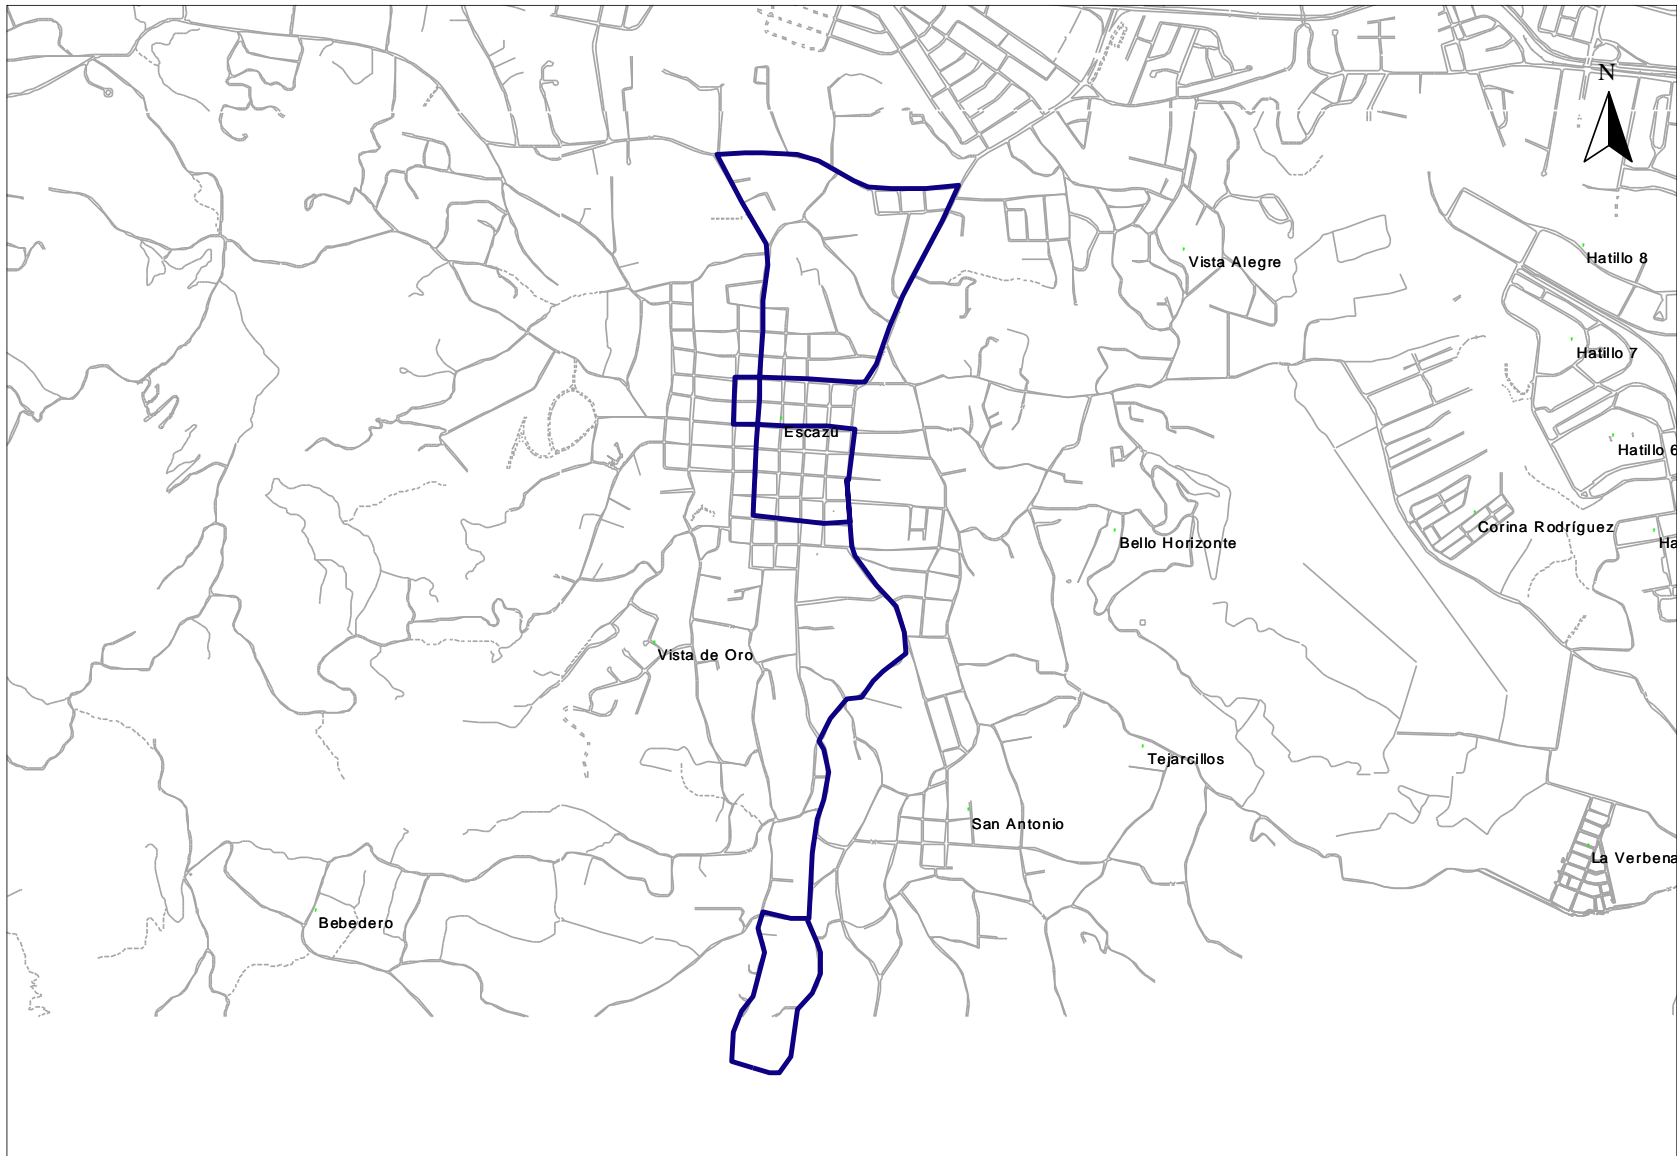 N
Vista Alegre
Hatillo 8
Hatillo 7
Escazú
Hatillo 6
Corina Rodríguez
Bello Horizonte
Ha
Vista de Oro
Tejarcillos
San Antonio
La Verbena
Bebedero